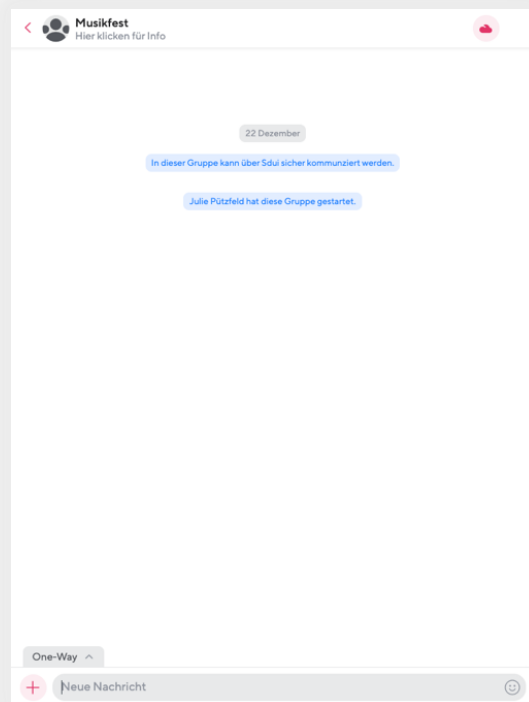 Musikfest
Hier klicken für Info
22 Dezember
In dieser Gruppe kann über Sdui sicher kommunziert werden.
Julie Pützfeld hat diese Gruppe gestartet.
One-Way
Neue Nachricht